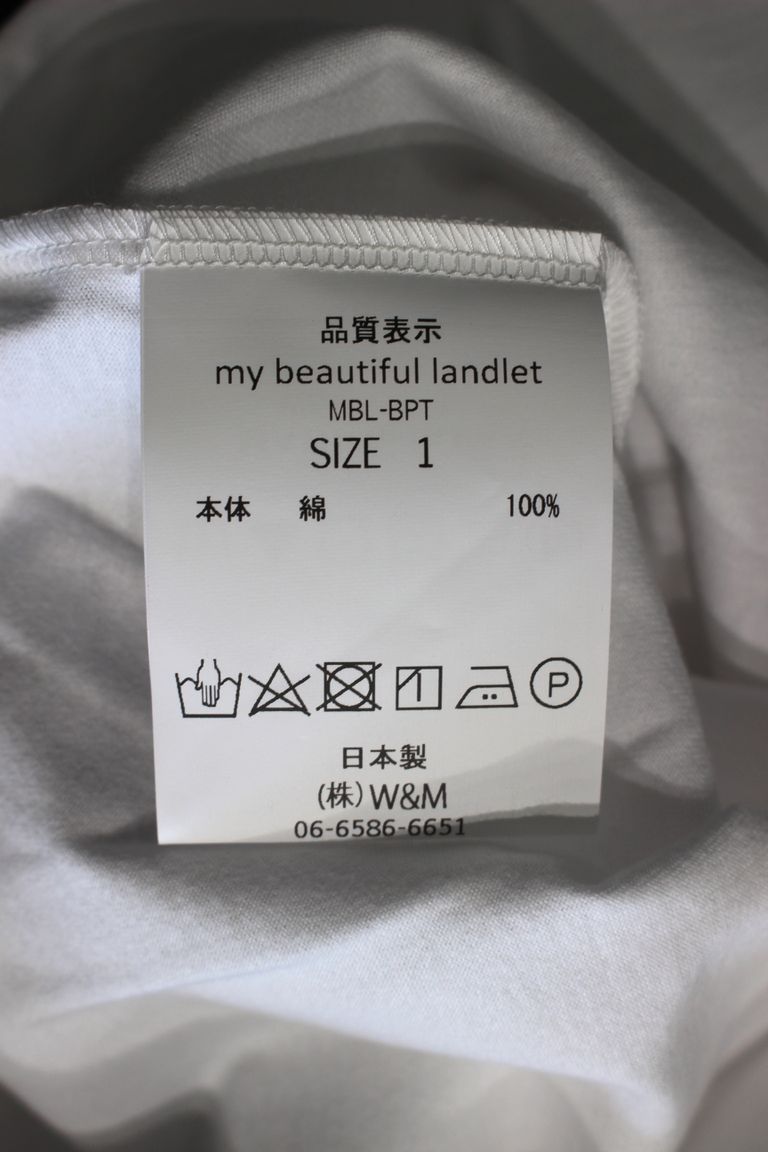 品質表示
my beautiful landlet
MBL-BPT
SIZE 1
本体 綿 100%
P
日本製
(株)W&M
06-6586-6651